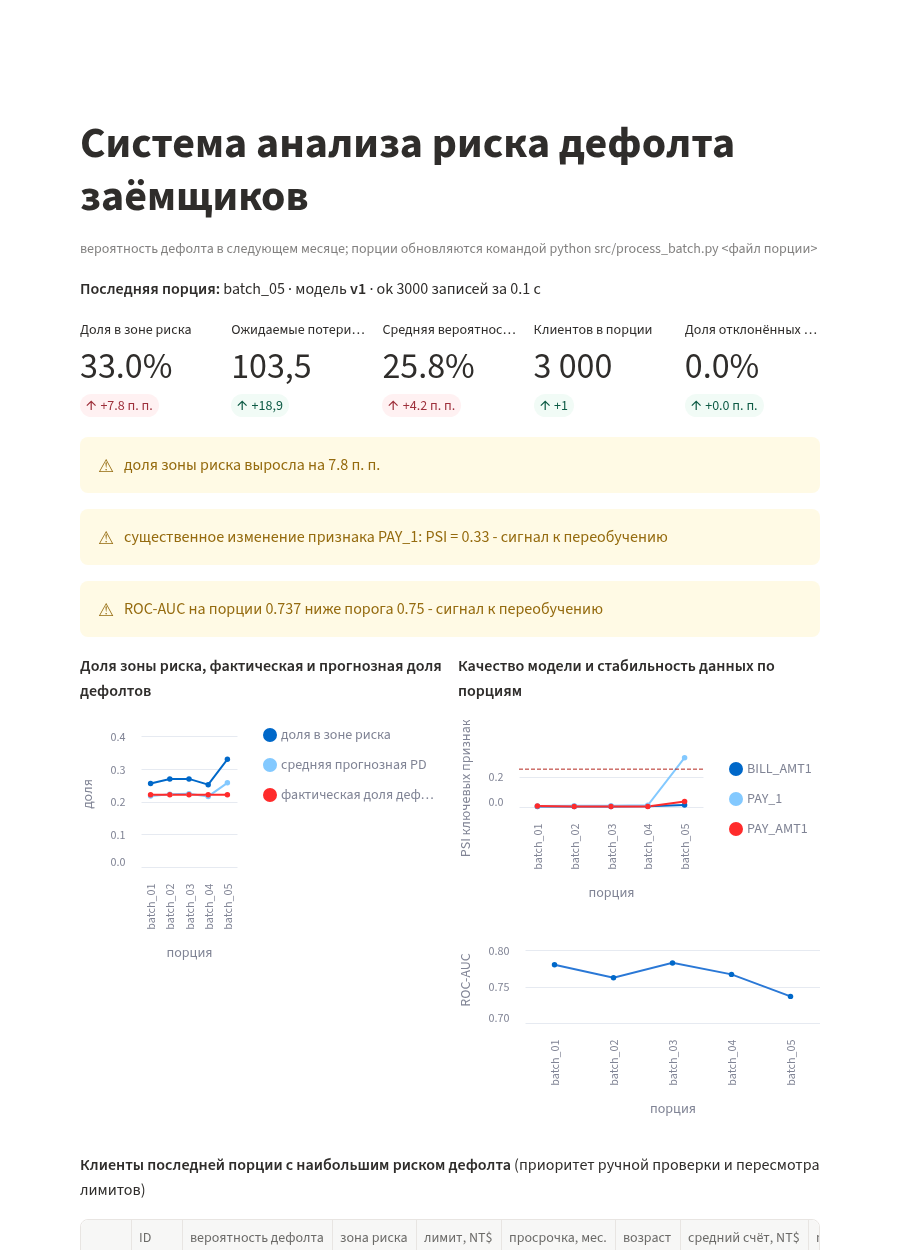 Система анализа риска дефолта
заёмщиков
вероятность дефолта в следующем месяце; порции обновляются командой python src/process_batch.py <файл порции>
Последняя порция: batch_05 · модель v1 · ok 3000 записей за 0.1 с
Доля в зоне риска
33.0%
↑ +7.8 п. п.
Ожидаемые потери…
103,5
↑ +18,9
Средняя вероятнос…
25.8%
↑ +4.2 п. п.
Клиентов в порции
3 000
↑ +1
Доля отклонённых …
0.0%
↑ +0.0 п. п.
⚠ доля зоны риска выросла на 7.8 п. п.
⚠ существенное изменение признака PAY_1: PSI = 0.33 - сигнал к переобучению
⚠ ROC-AUC на порции 0.737 ниже порога 0.75 - сигнал к переобучению
Доля зоны риска, фактическая и прогнозная доля
дефолтов
доля
0.4
0.3
0.2
0.1
0.0
batch_01
batch_02
batch_03
batch_04
batch_05
порция
доля в зоне риска
средняя прогнозная PD
фактическая доля деф…
Качество модели и стабильность данных по
порциям
PSI ключевых признак
0.2
0.0
batch_01
batch_02
batch_03
batch_04
batch_05
порция
BILL_AMT1
PAY_1
PAY_AMT1
ROC-AUC
0.80
0.75
0.70
batch_01
batch_02
batch_03
batch_04
batch_05
порция
Клиенты последней порции с наибольшим риском дефолта (приоритет ручной проверки и пересмотра
лимитов)
ID
вероятность дефолта
зона риска
лимит, NT$
просрочка, мес.
возраст
средний счёт, NT$